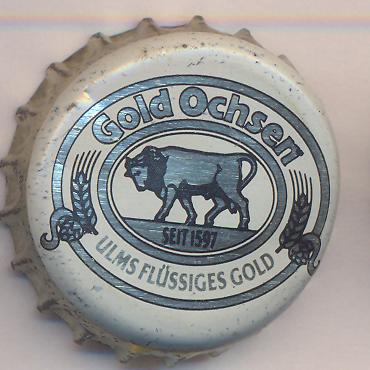 Gold Ochsen
SEIT 1597
ULMS FLÜSSIGES GOLD